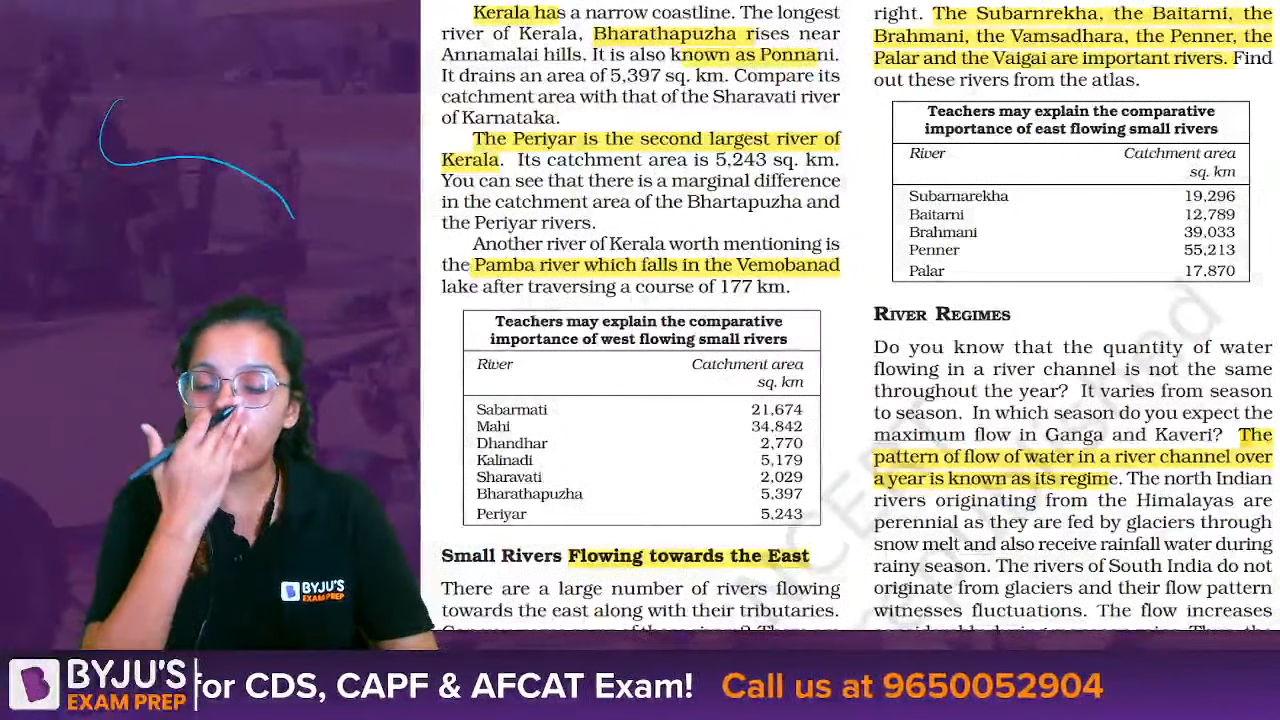 Kerala has a narrow coastline. The longest
river of Kerala, Bharathapuzha rises near
Annamalai hills. It is also known as Ponnani.
It drains an area of 5,397 sq. km. Compare its
catchment area with that of the Sharavati river
of Karnataka.
The Periyar is the second largest river of
Kerala. Its catchment area is 5,243 sq. km.
You can see that there is a marginal difference
in the catchment area of the Bhartapuzha and
the Periyar rivers.
Another river of Kerala worth mentioning is
the Pamba river which falls in the Vemobanad
lake after traversing a course of 177 km.
Teachers may explain the comparative
importance of west flowing small rivers
River Catchment area
sq. km
Sabarmati 21,674
Mahi 34,842
Dhandhar 2,770
Kalinadi 5,179
Sharavati 2,029
Bharathapuzha 5,397
Periyar 5,243
Small Rivers Flowing towards the East
There are a large number of rivers flowing
towards the east along with their tributaries.
right. The Subarnrekha, the Baitarni, the
Brahmani, the Vamsadhara, the Penner, the
Palar and the Vaigai are important rivers. Find
out these rivers from the atlas.
Teachers may explain the comparative
importance of east flowing small rivers
River Catchment area
sq. km
Subarnarekha 19,296
Baitarni 12,789
Brahmani 39,033
Penner 55,213
Palar 17,870
RIVER REGIMES
Do you know that the quantity of water
flowing in a river channel is not the same
throughout the year? It varies from season
to season. In which season do you expect the
maximum flow in Ganga and Kaveri? The
pattern of flow of water in a river channel over
a year is known as its regime. The north Indian
rivers originating from the Himalayas are
perennial as they are fed by glaciers through
snow melt and also receive rainfall water during
rainy season. The rivers of South India do not
originate from glaciers and their flow pattern
witnesses fluctuations. The flow increases
BYJU'S
EXAM PREP
BYJU'S
EXAM PREP
for CDS, CAPF & AFCAT Exam! Call us at 9650052904